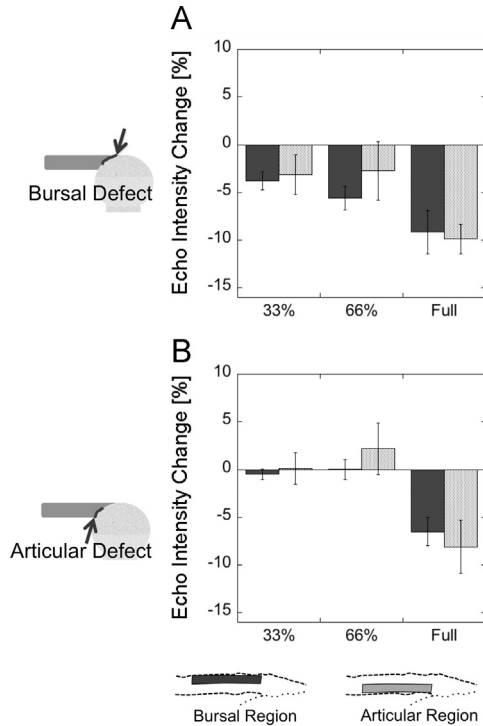 A
Echo Intensity Change [%]
10
5
0
-5
-10
-15
Bursal Defect
33% 66% Full
B
Echo Intensity Change [%]
10
5
0
-5
-10
-15
Articular Defect
33% 66% Full
Bursal Region Articular Region